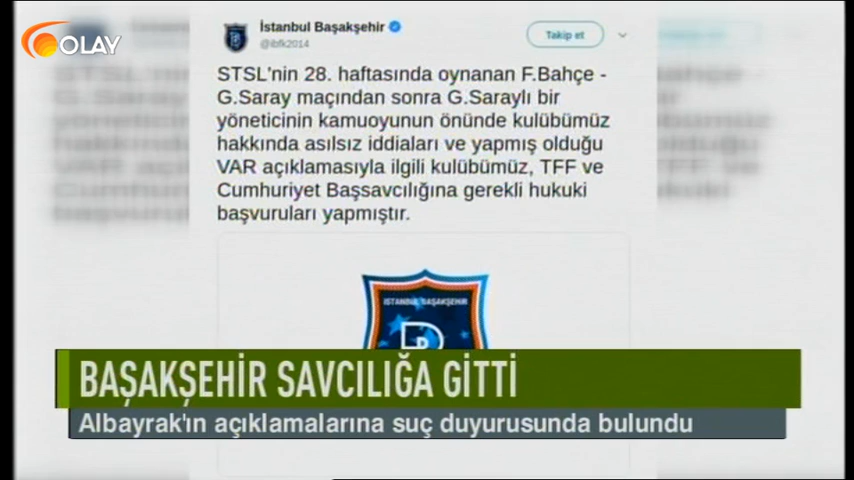 OLAY
İstanbul Başakşehir
@ibfk2014
Takip et
STSL'nin 28. haftasında oynanan F.Bahçe -
G.Saray maçından sonra G.Saraylı bir
yöneticinin kamuoyunun önünde kulübümüz
hakkında asılsız iddiaları ve yapmış olduğu
VAR açıklamasıyla ilgili kulübümüz, TFF ve
Cumhuriyet Başsavcılığına gerekli hukuki
başvuruları yapmıştır.
İSTANBUL BAŞAKŞEHİR
BAŞAKŞEHİR SAVCILIĞA GİTTİ
Albayrak'ın açıklamalarına suç duyurusunda bulundu